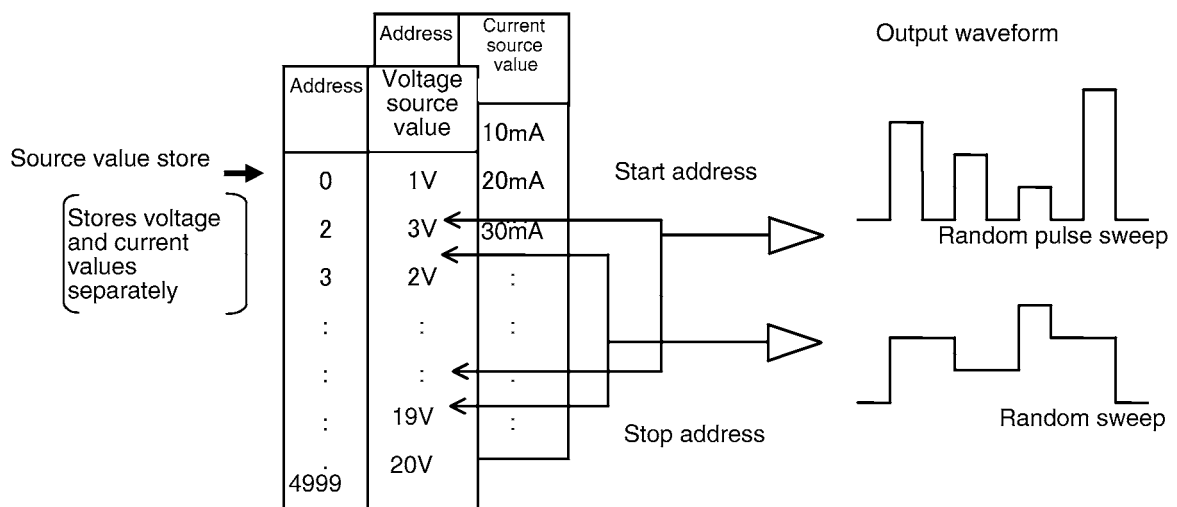 Address
Current
source
value
Output waveform
Address
Voltage
source
value
10mA
Source value store
0
1V
20mA
Start address
Stores voltage
and current
values
separately
2
3V
30mA
Random pulse sweep
3
2V
:
:
:
:
:
:
.
:
19V
:
Stop address
Random sweep
.
20V
4999